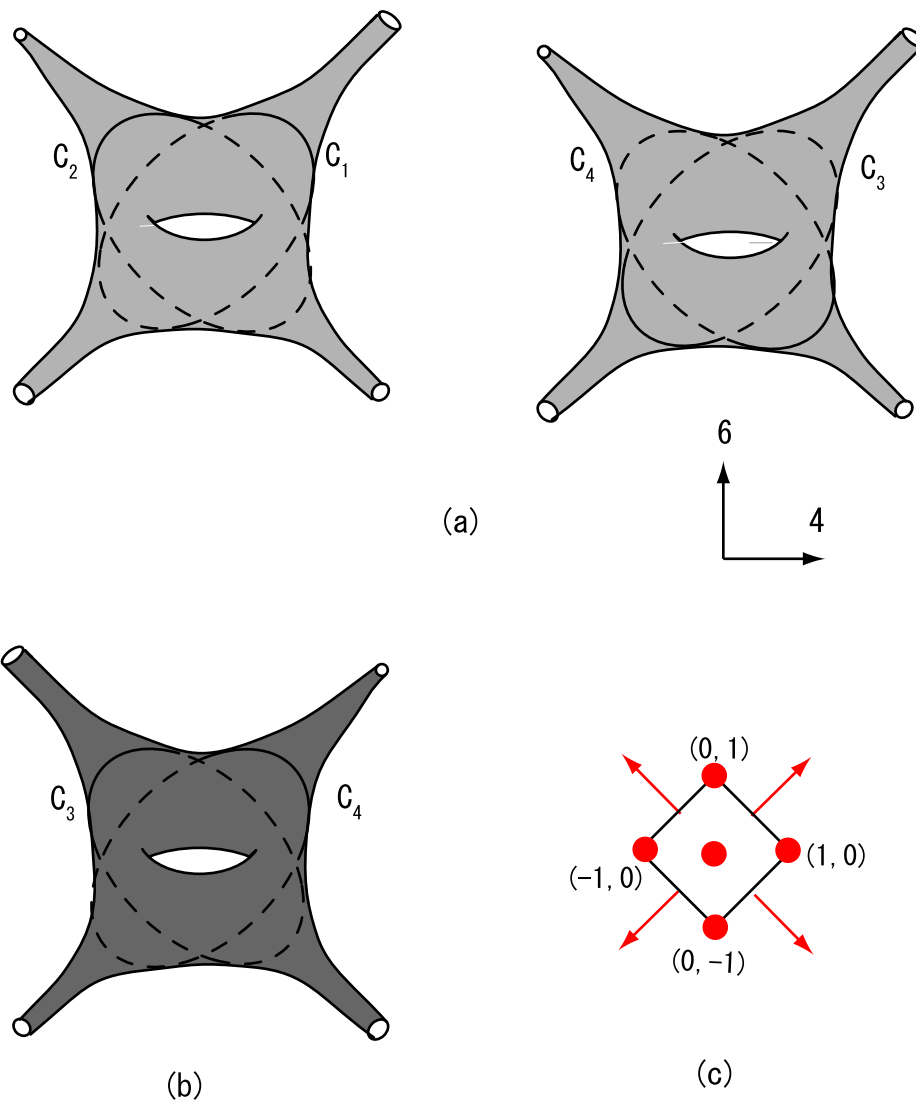 C₂ C₁ C₄ C₃
6
4
(a)
C₃ C₄
(0, 1)
(-1, 0) (1, 0)
(0, -1)
(b) (c)